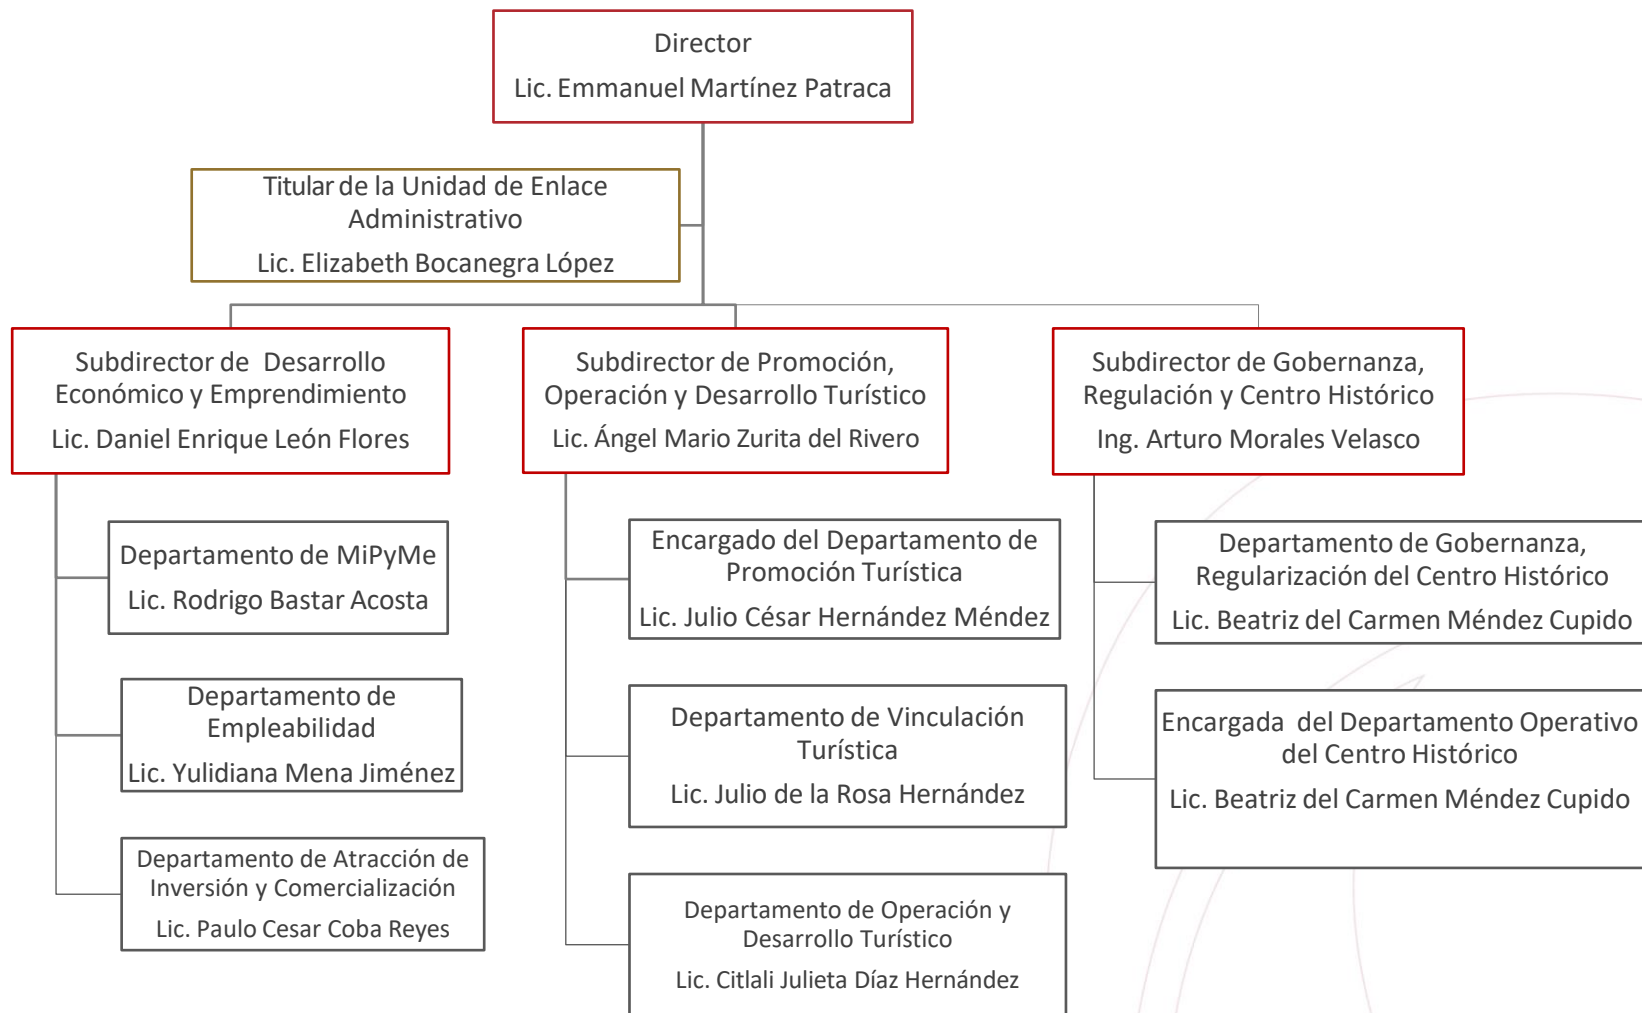 Director
Lic. Emmanuel Martínez Patraca
Titular de la Unidad de Enlace
Administrativo
Lic. Elizabeth Bocanegra López
Subdirector de Desarrollo
Económico y Emprendimiento
Lic. Daniel Enrique León Flores
Departamento de MiPyMe
Lic. Rodrigo Bastar Acosta
Departamento de
Empleabilidad
Lic. Yulidiana Mena Jiménez
Departamento de Atracción de
Inversión y Comercialización
Lic. Paulo Cesar Coba Reyes
Subdirector de Promoción,
Operación y Desarrollo Turístico
Lic. Ángel Mario Zurita del Rivero
Encargado del Departamento de
Promoción Turística
Lic. Julio César Hernández Méndez
Departamento de Vinculación
Turística
Lic. Julio de la Rosa Hernández
Departamento de Operación y
Desarrollo Turístico
Lic. Citlali Julieta Díaz Hernández
Subdirector de Gobernanza,
Regulación y Centro Histórico
Ing. Arturo Morales Velasco
Departamento de Gobernanza,
Regularización del Centro Histórico
Lic. Beatriz del Carmen Méndez Cupido
Encargada del Departamento Operativo
del Centro Histórico
Lic. Beatriz del Carmen Méndez Cupido